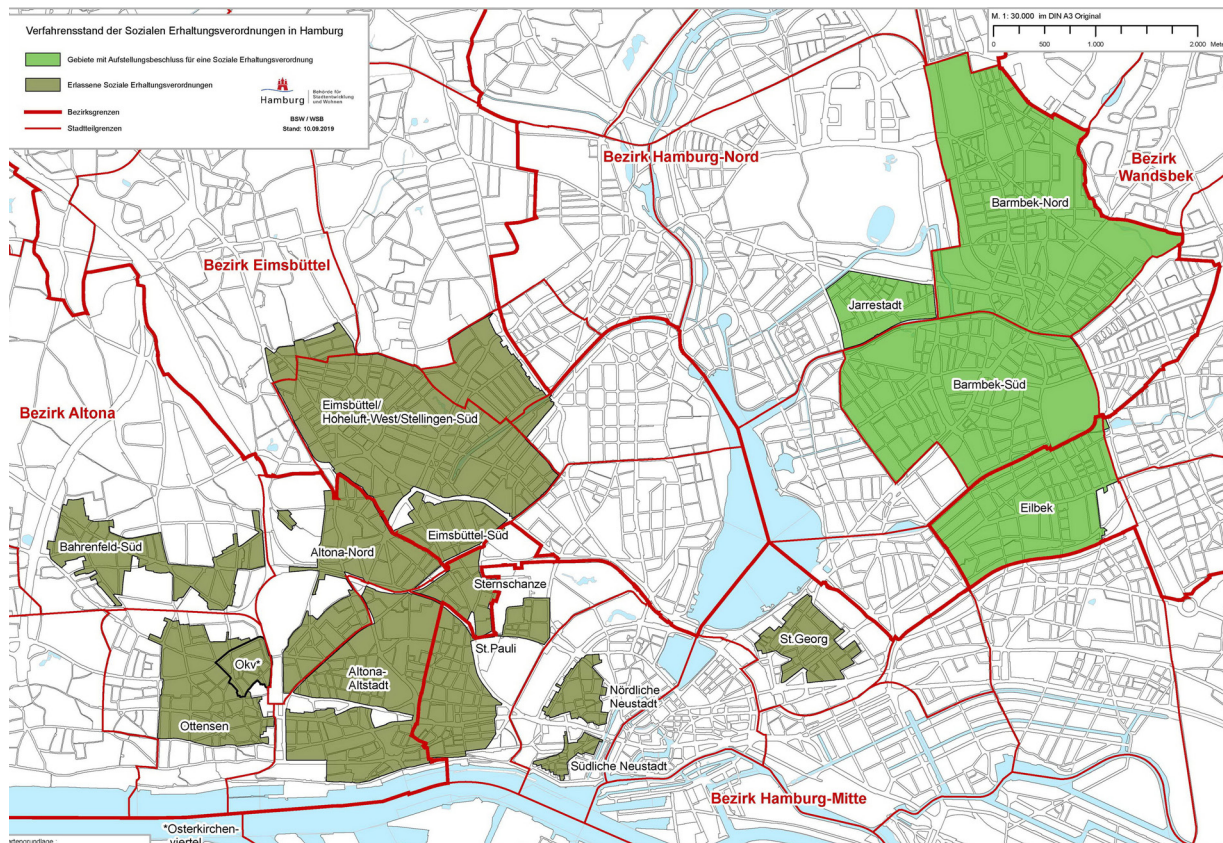 Verfahrensstand der Sozialen Erhaltungsverordnungen in Hamburg
Gebiete mit Aufstellungsbeschluss für eine Soziale Erhaltungsverordnung
Erlassene Soziale Erhaltungsverordnungen
Bezirksgrenzen
Stadtteilgrenzen
Hamburg
Behörde für
Stadtentwicklung
und Wohnen
BSW / WSB
Stand: 10.09.2019
M. 1: 30.000 im DIN A3 Original
0 500 1.000 2.000
Bezirk Hamburg-Nord
Bezirk
Wandsbek
Barmbek-Nord
Bezirk Eimsbüttel
Jarrestadt
Barmbek-Süd
Bezirk Altona
Eimsbüttel/
Hoheluft-West/Stellingen-Süd
Eilbek
Eimsbüttel-Süd
Bahrenfeld-Süd
Altona-Nord
Sternschanze
St.Georg
St.Pauli
Okv*
Altona-
Altstadt
Nördliche
Neustadt
Ottensen
Südliche Neustadt
Bezirk Hamburg-Mitte
*Osterkirchen-
viertel